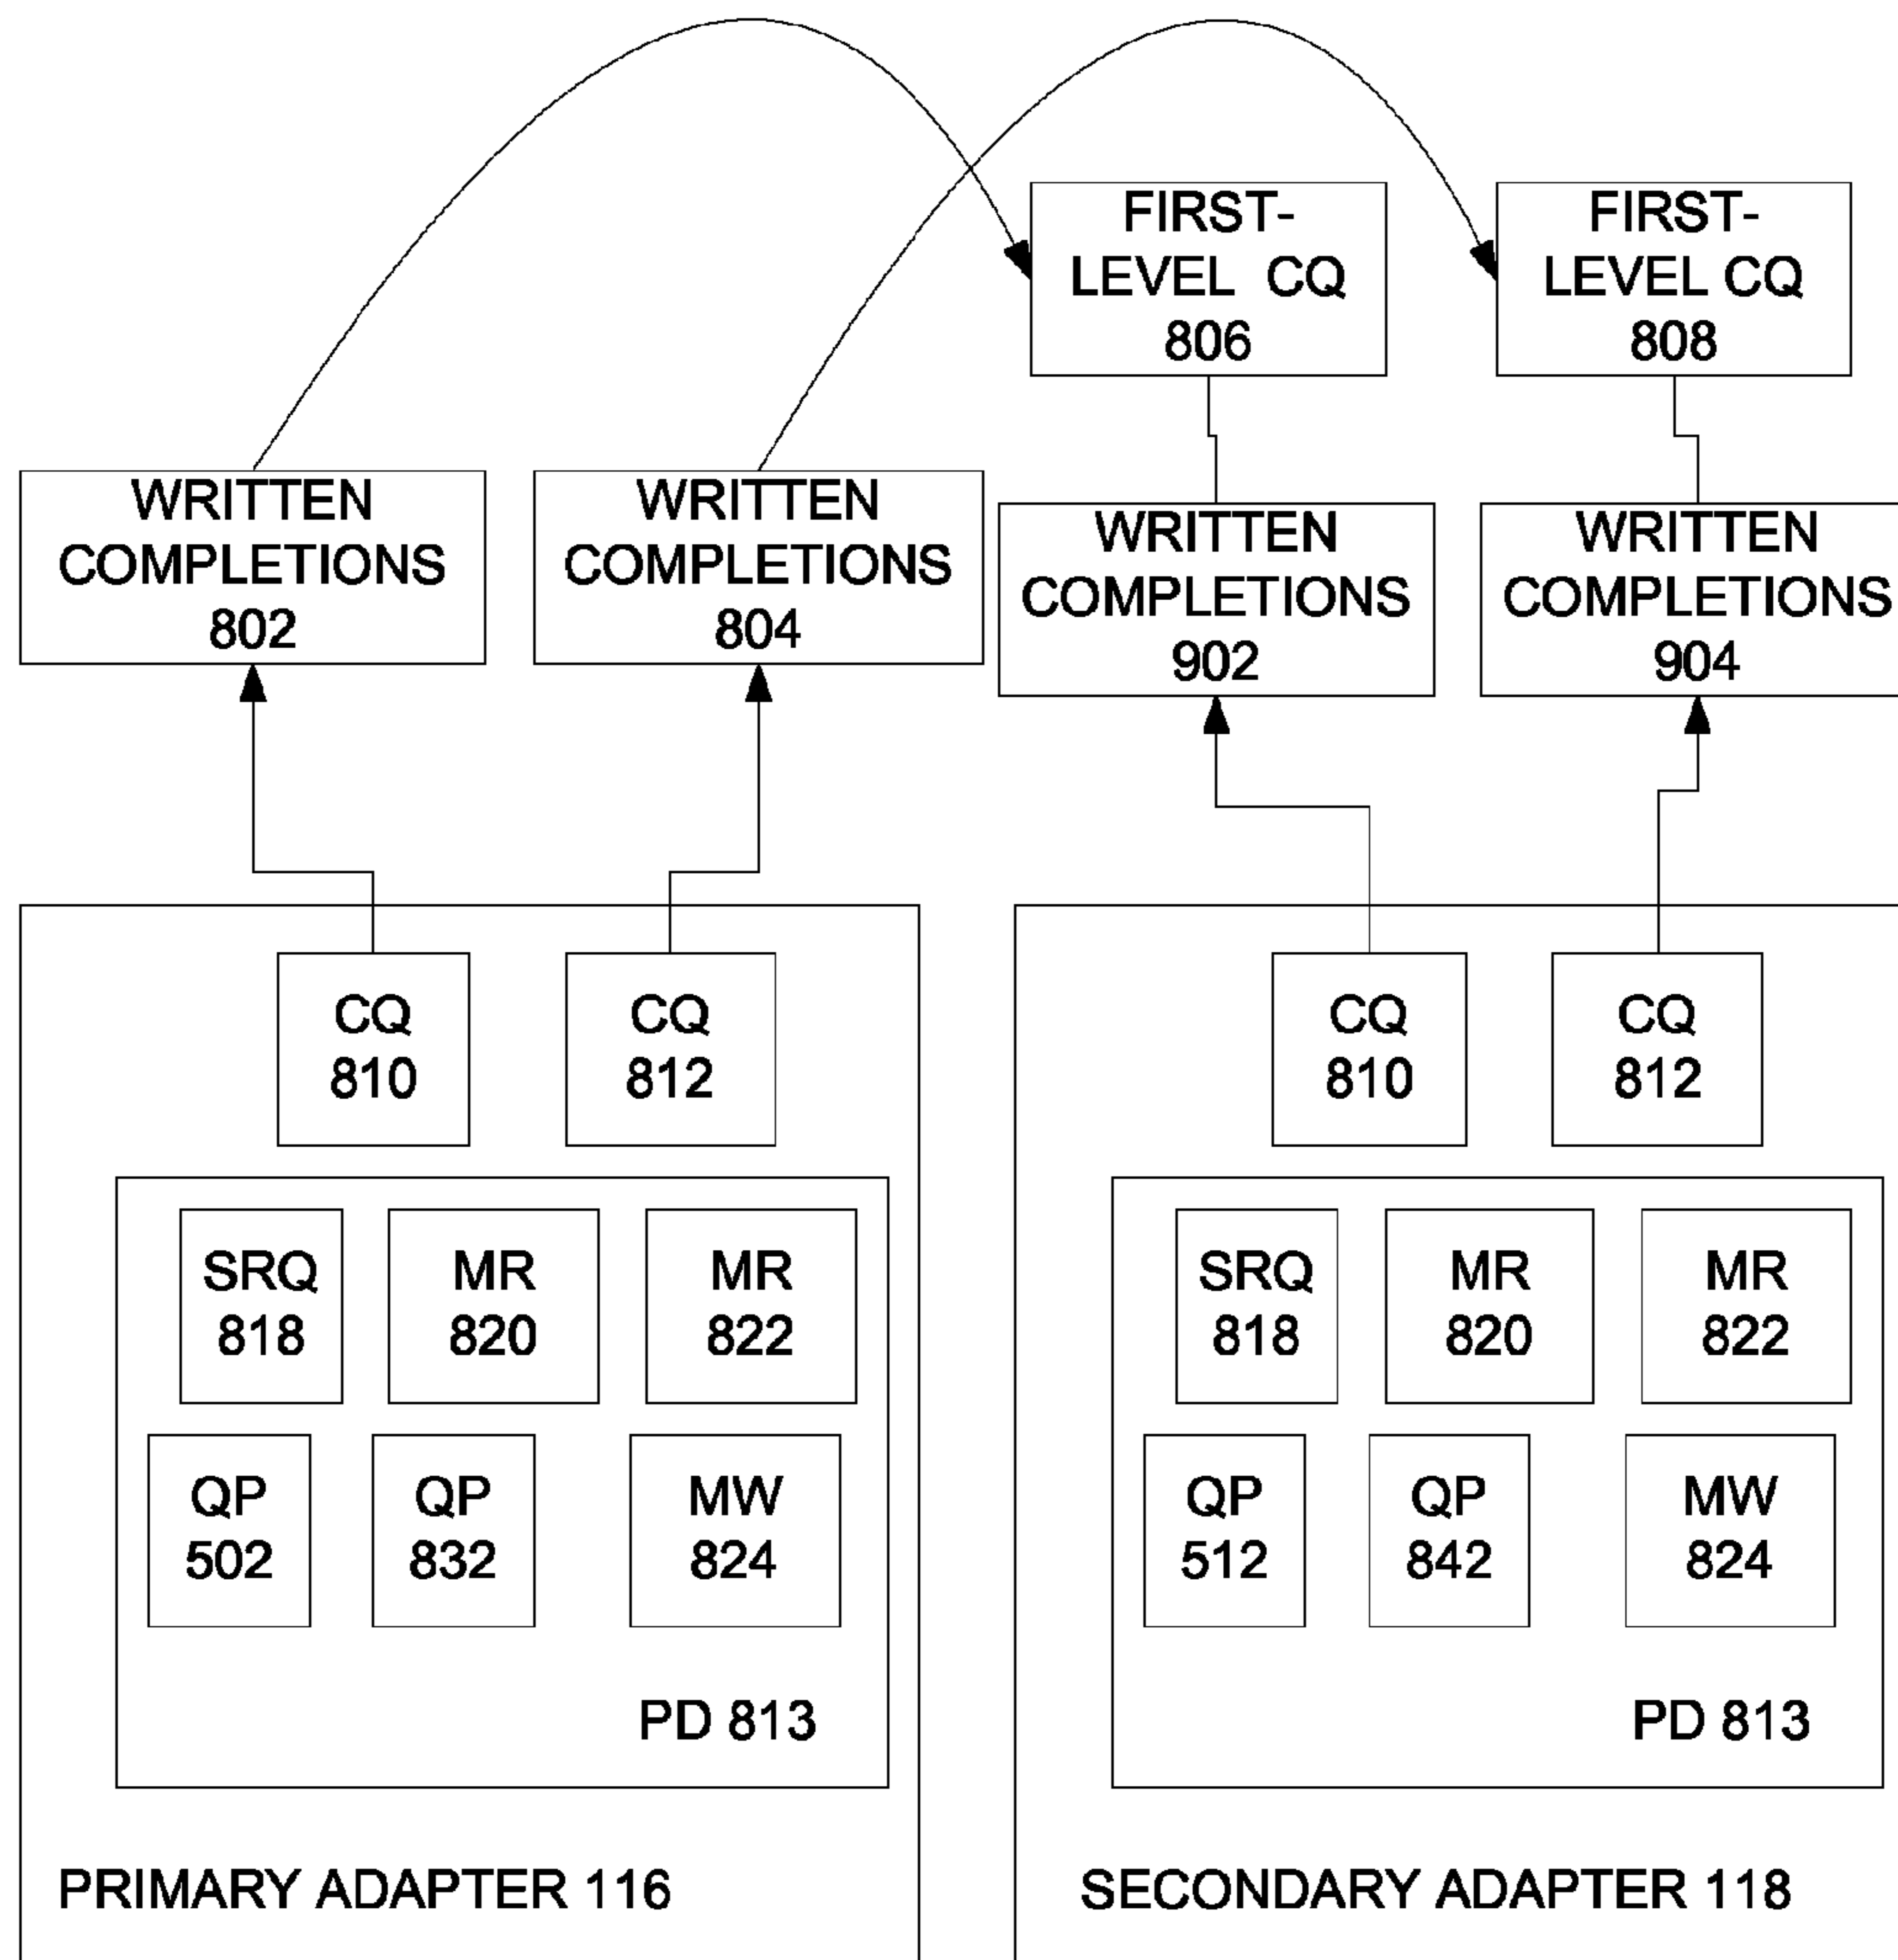 FIRST-
LEVEL CQ
806
FIRST-
LEVEL CQ
808
WRITTEN
COMPLETIONS
802
WRITTEN
COMPLETIONS
804
WRITTEN
COMPLETIONS
902
WRITTEN
COMPLETIONS
904
CQ
810
CQ
812
SRQ
818
MR
820
MR
822
QP
502
QP
832
MW
824
PD 813
PRIMARY ADAPTER 116
CQ
810
CQ
812
SRQ
818
MR
820
MR
822
QP
512
QP
842
MW
824
PD 813
SECONDARY ADAPTER 118